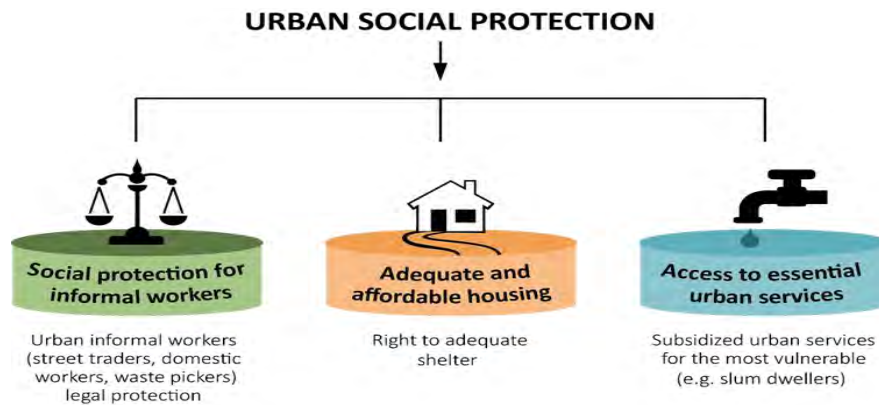 URBAN SOCIAL PROTECTION
Social protection for
informal workers
Urban informal workers
(street traders, domestic
workers, waste pickers)
legal protection
Adequate and
affordable housing
Right to adequate
shelter
Access to essential
urban services
Subsidized urban services
for the most vulnerable
(e.g. slum dwellers)